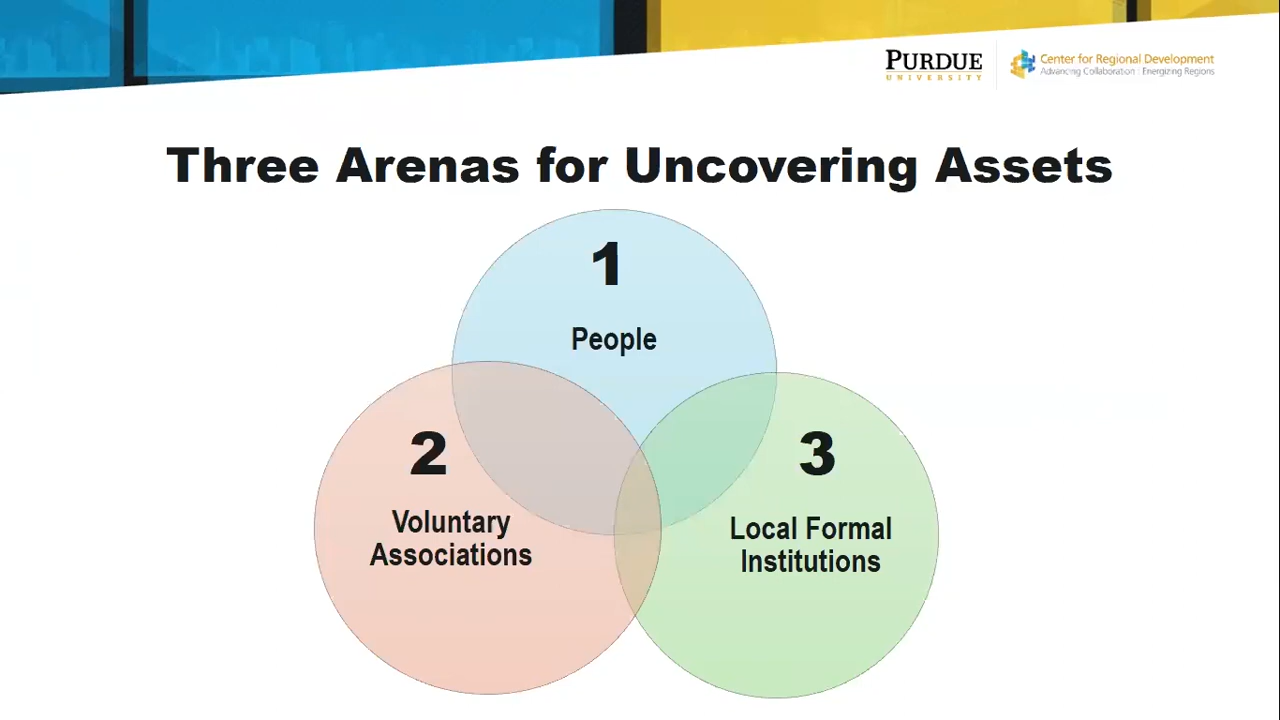 PURDUE
UNIVERSITY
Center for Regional Development
Advancing Collaboration : Energizing Regions
Three Arenas for Uncovering Assets
1
People
2
Voluntary
Associations
3
Local Formal
Institutions